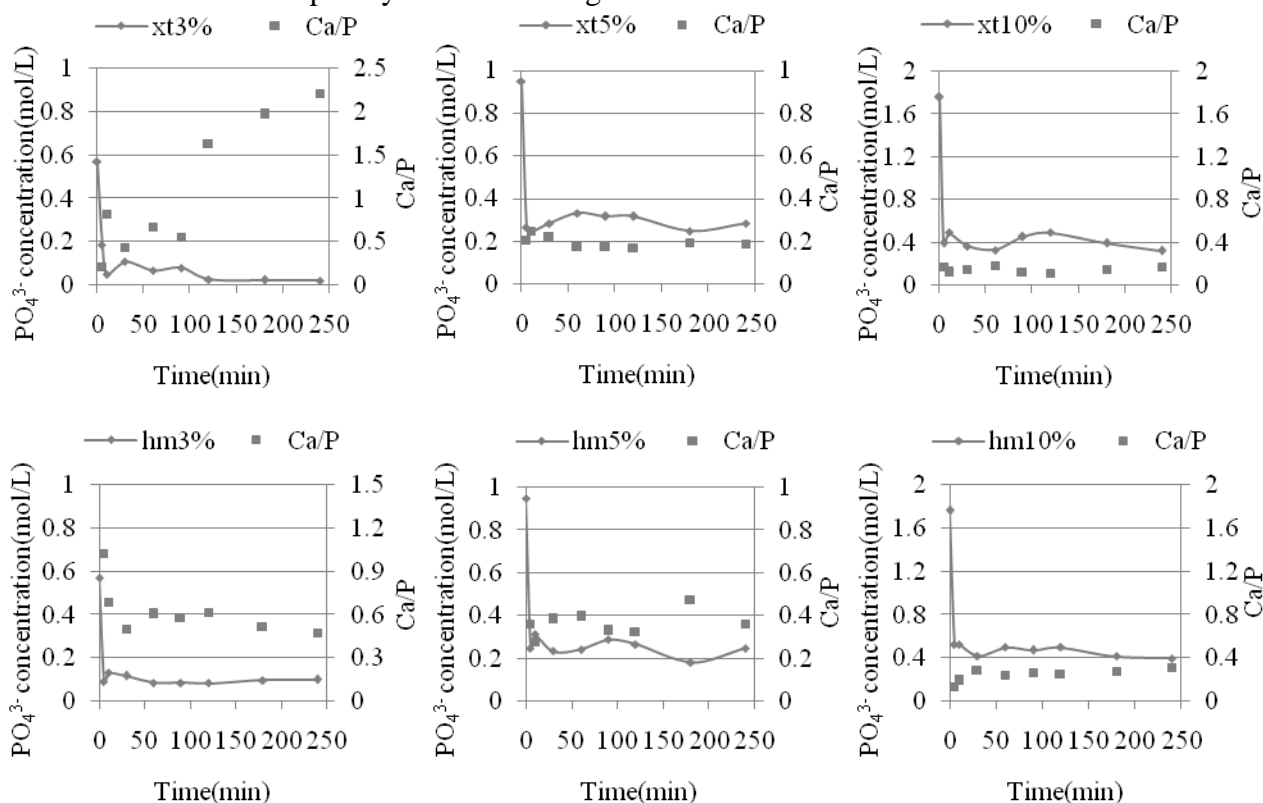 xt3% Ca/P
1 2.5
0.8 2
0.6 1.5
0.4 1
0.2 0.5
0 0
0 50 100 150 200 250
PO₄³⁻ concentration(mol/L)
Ca/P
Time(min)
xt5% Ca/P
1 1
0.8 0.8
0.6 0.6
0.4 0.4
0.2 0.2
0 0
0 50 100 150 200 250
PO₄³⁻ concentration(mol/L)
Ca/P
Time(min)
xt10% Ca/P
2 2
1.6 1.6
1.2 1.2
0.8 0.8
0.4 0.4
0 0
0 50 100 150 200 250
PO₄³⁻ concentration(mol/L)
Ca/P
Time(min)
hm3% Ca/P
1 1.5
0.8 1.2
0.6 0.9
0.4 0.6
0.2 0.3
0 0
0 50 100 150 200 250
PO₄³⁻ concentration(mol/L)
Ca/P
Time(min)
hm5% Ca/P
1 1
0.8 0.8
0.6 0.6
0.4 0.4
0.2 0.2
0 0
0 50 100 150 200 250
PO₄³⁻ concentration(mol/L)
Ca/P
Time(min)
hm10% Ca/P
2 2
1.6 1.6
1.2 1.2
0.8 0.8
0.4 0.4
0 0
0 50 100 150 200 250
PO₄³⁻ concentration(mol/L)
Ca/P
Time(min)